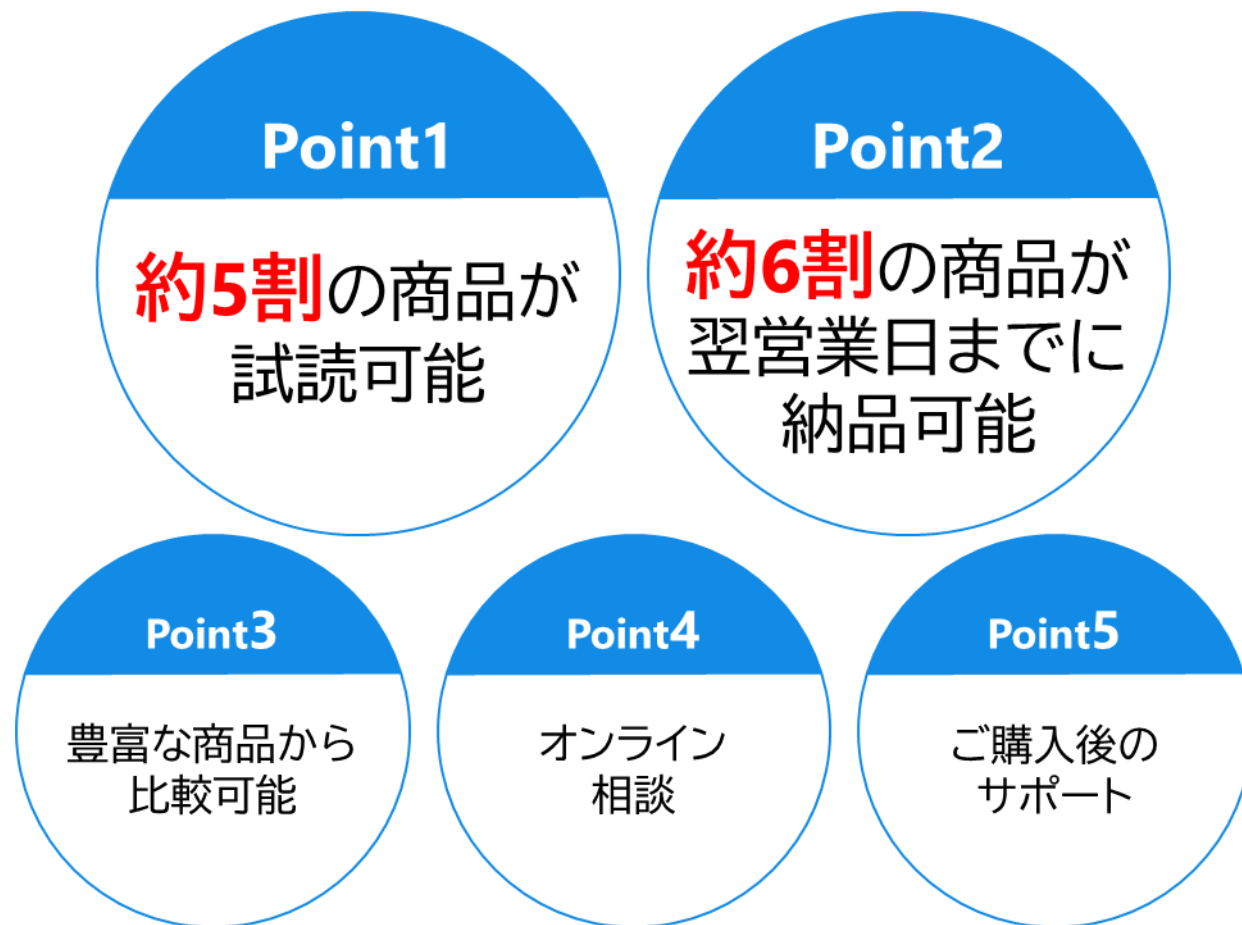 Point1
約5割の商品が
試読可能
Point2
約6割の商品が
翌営業日までに
納品可能
Point3
豊富な商品から
比較可能
Point4
オンライン
相談
Point5
ご購入後の
サポート